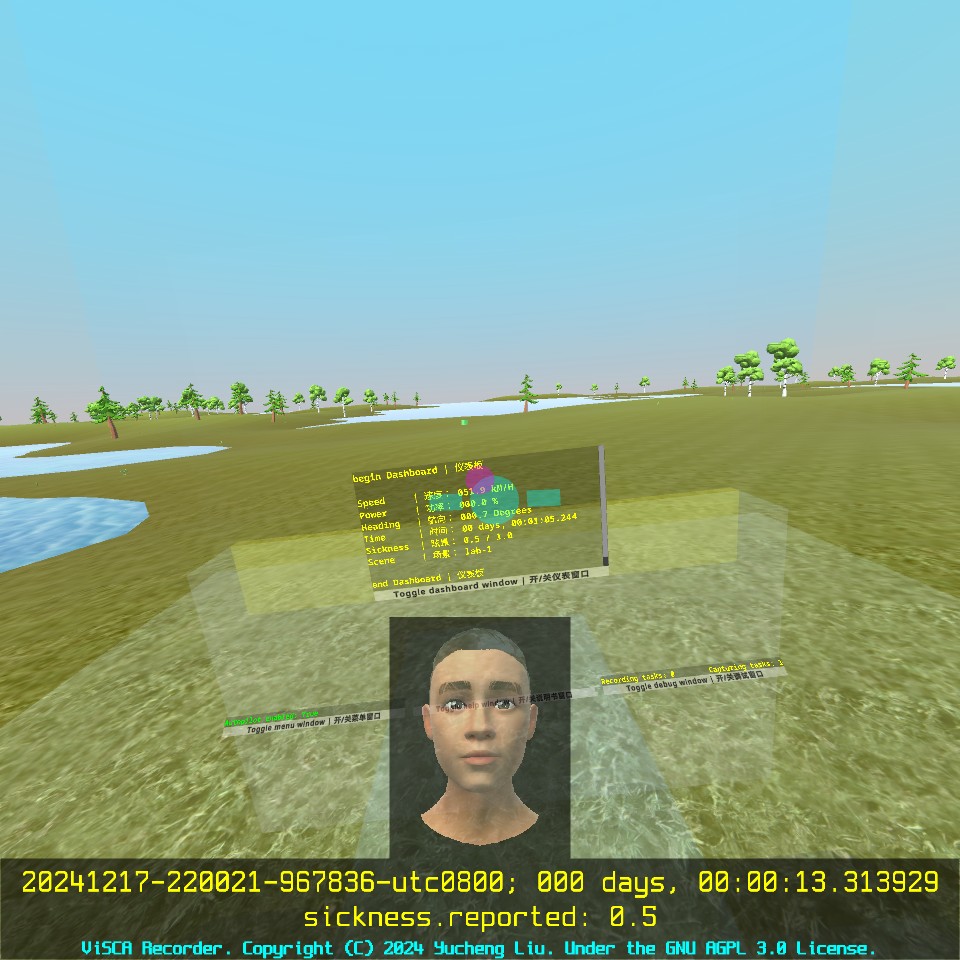 begin Dashboard | 仪表板
Speed | 速度: 051.9 kM/H
Power | 功率: 000.0 %
Heading | 航向: 000.7 Degrees
Time | 时间: 00 days, 00:01:05.244
Sickness | 眩晕: 0.5 / 3.0
Scene | 场景: lab-1
end Dashboard | 仪表板
Toggle dashboard window | 开/关仪表窗口
Recording tasks: 0 Capturing tasks: 1
Toggle debug window | 开/关调试窗口
Toggle menu window | 开/关菜单窗口
20241217-220021-967836-utc0800; 000 days, 00:00:13.313929
sickness.reported: 0.5
ViSCA Recorder. Copyright (C) 2024 Yucheng Liu. Under the GNU AGPL 3.0 License.